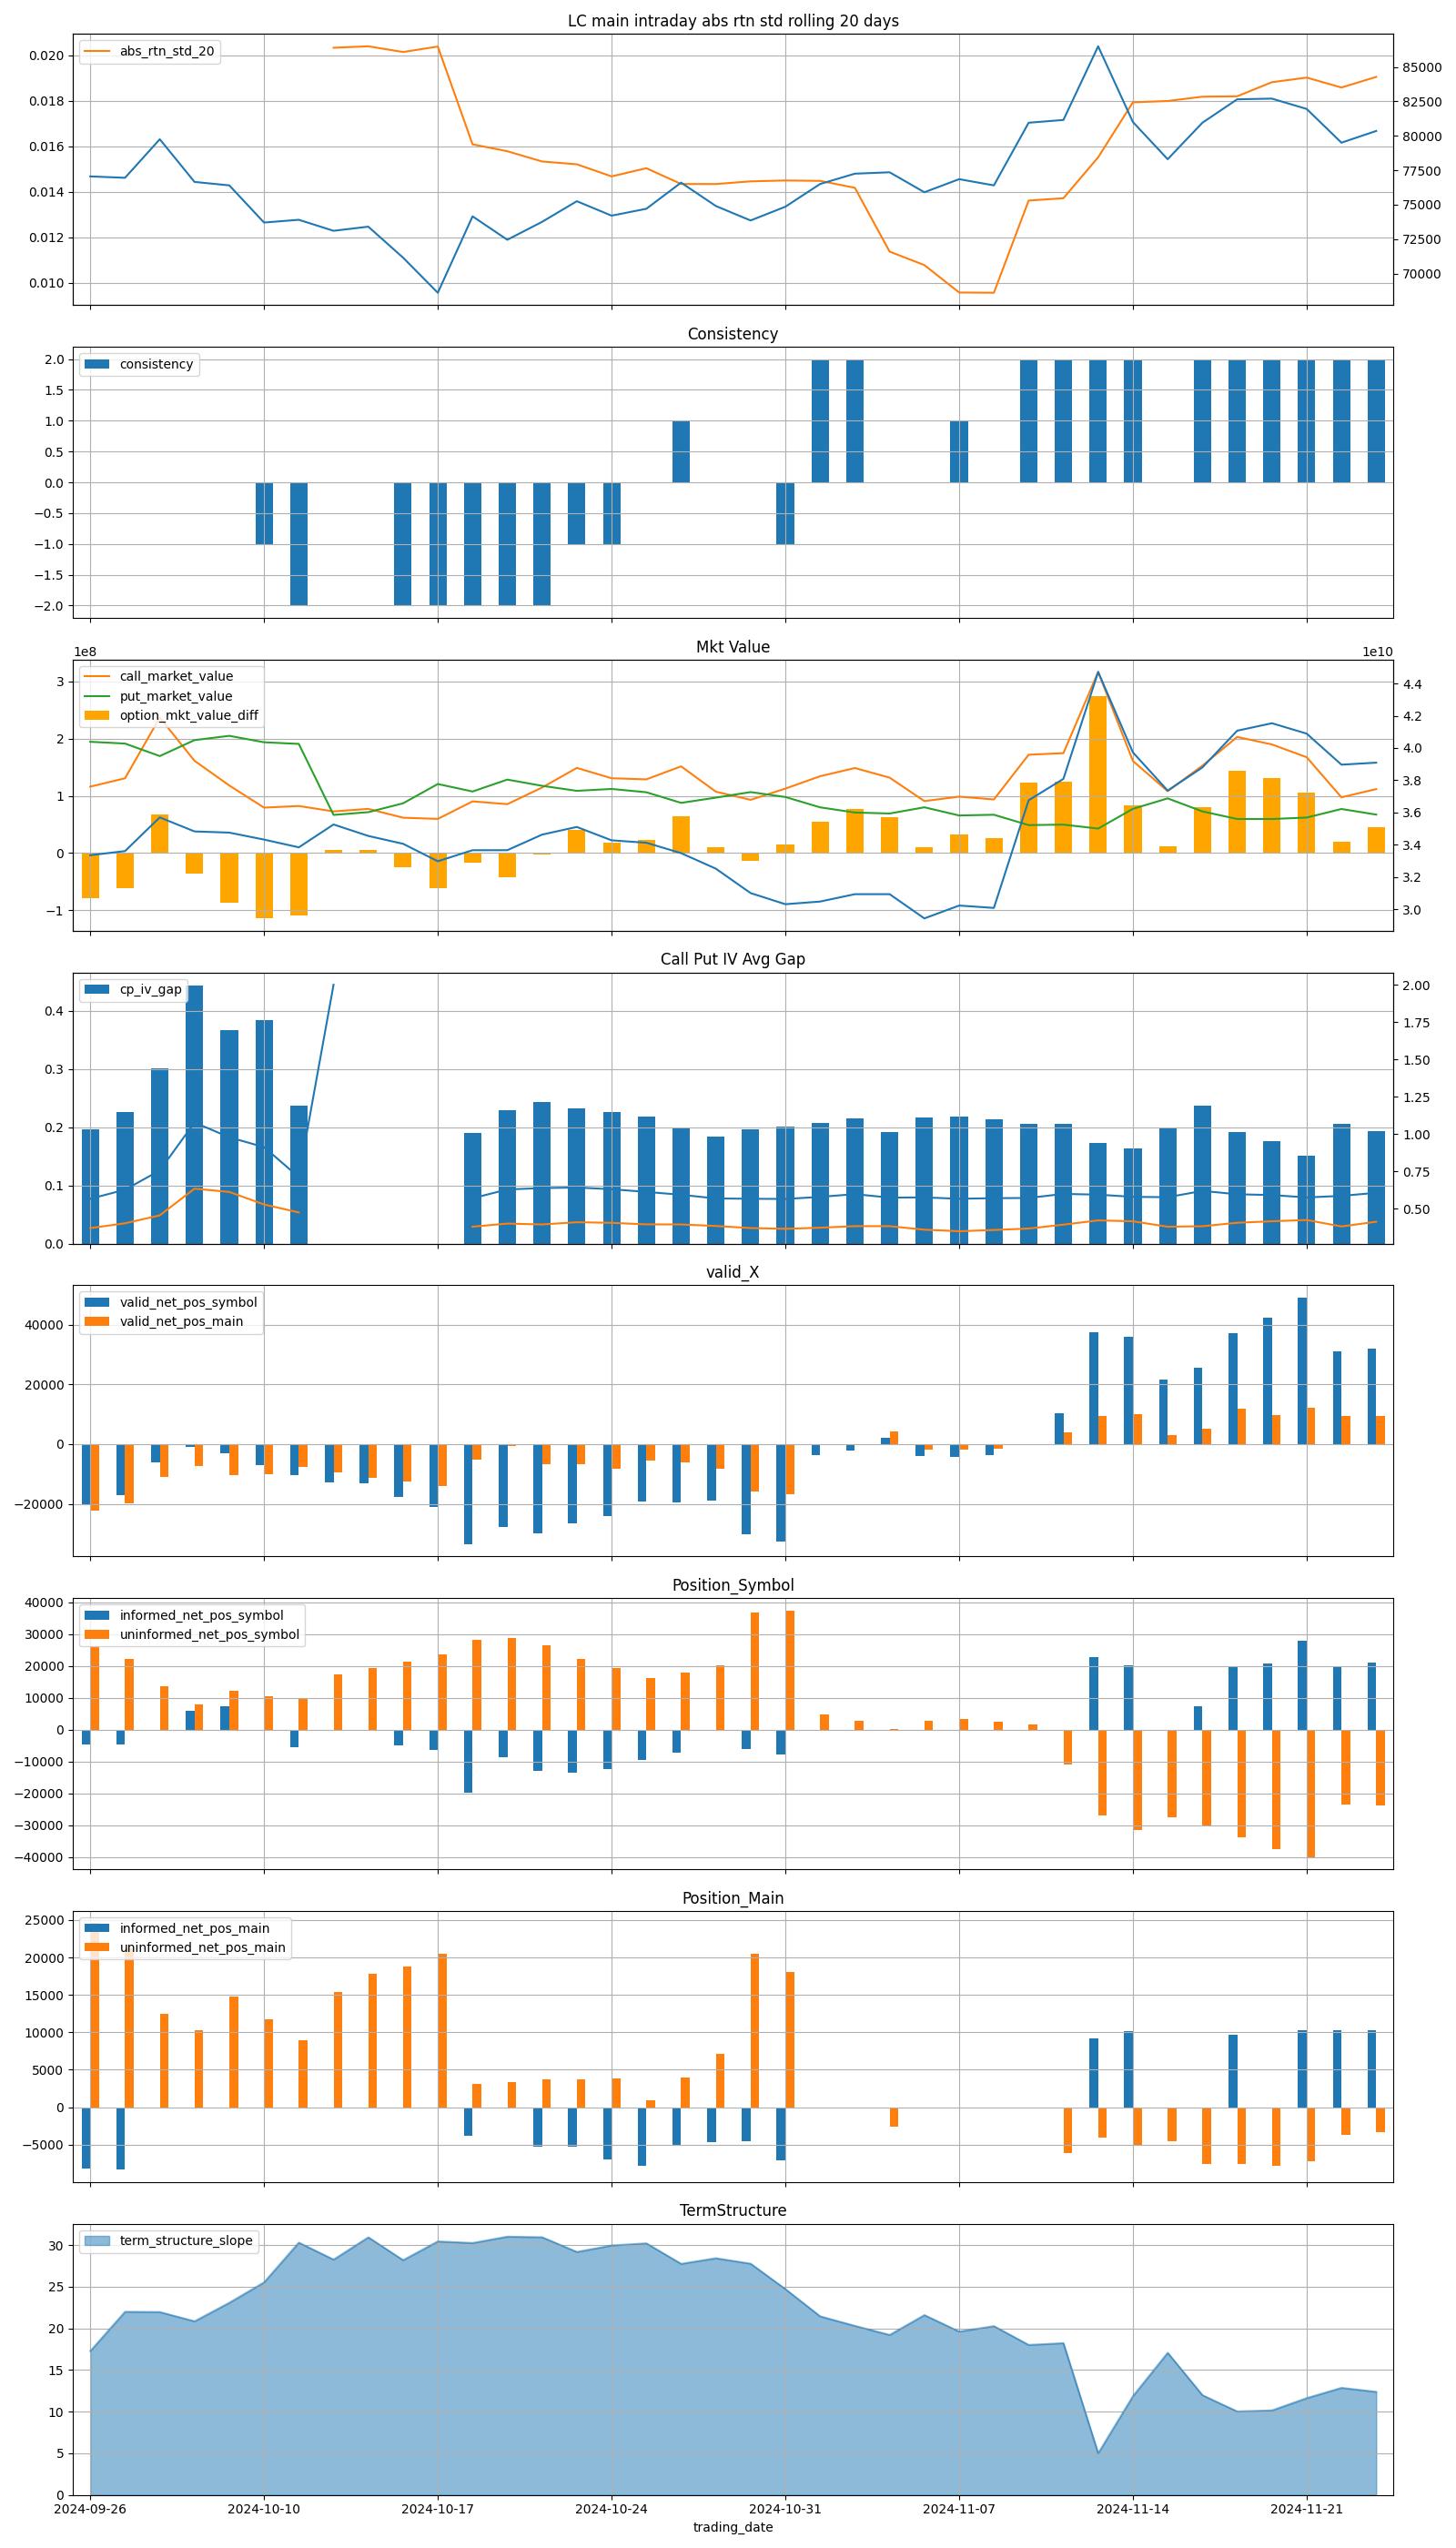 LC main intraday abs rtn std rolling 20 days
abs_rtn_std_20
0.020
0.018
0.016
0.014
0.012
0.010
85000
82500
80000
77500
75000
72500
70000
Consistency
consistency
2.0
1.5
1.0
0.5
0.0
−0.5
−1.0
−1.5
−2.0
Mkt Value
1e8
1e10
call_market_value
put_market_value
option_mkt_value_diff
3
2
1
0
−1
4.4
4.2
4.0
3.8
3.6
3.4
3.2
3.0
Call Put IV Avg Gap
cp_iv_gap
0.4
0.3
0.2
0.1
0.0
2.00
1.75
1.50
1.25
1.00
0.75
0.50
valid_X
valid_net_pos_symbol
valid_net_pos_main
40000
20000
0
−20000
Position_Symbol
informed_net_pos_symbol
uninformed_net_pos_symbol
40000
30000
20000
10000
0
−10000
−20000
−30000
−40000
Position_Main
informed_net_pos_main
uninformed_net_pos_main
25000
20000
15000
10000
5000
0
−5000
TermStructure
term_structure_slope
30
25
20
15
10
5
0
2024-09-26 2024-10-10 2024-10-17 2024-10-24 2024-10-31 2024-11-07 2024-11-14 2024-11-21
trading_date